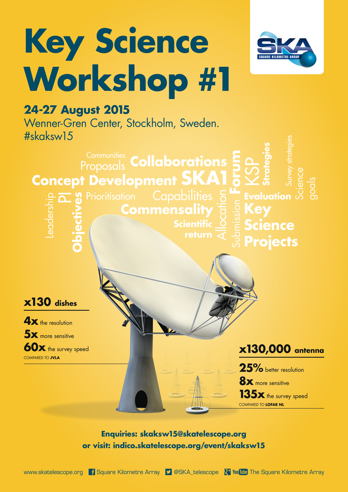 Key Science
Workshop #1
SKA
SQUARE KILOMETRE ARRAY
24-27 August 2015
Wenner-Gren Center, Stockholm, Sweden.
#skaksw15
Communities
Proposals
Collaborations
Concept Development
SKA1
Forum
KSP
Strategies
Survey strategies
Science
goals
Leadership
PI
Objectives
Prioritisation
Capabilities
Commensality
Scientific
return
Allocation
Submission
Evaluation
Key
Science
Projects
x130 dishes
4x the resolution
5x more sensitive
60x the survey speed
COMPARED TO JVLA
x130,000 antenna
25% better resolution
8x more sensitive
135x the survey speed
COMPARED TO LOFAR NL
Enquiries: skaksw15@skatelescope.org
or visit: indico.skatelescope.org/event/skaksw15
www.skatelescope.org f Square Kilometre Array @SKA_telescope YouTube The Square Kilometre Array